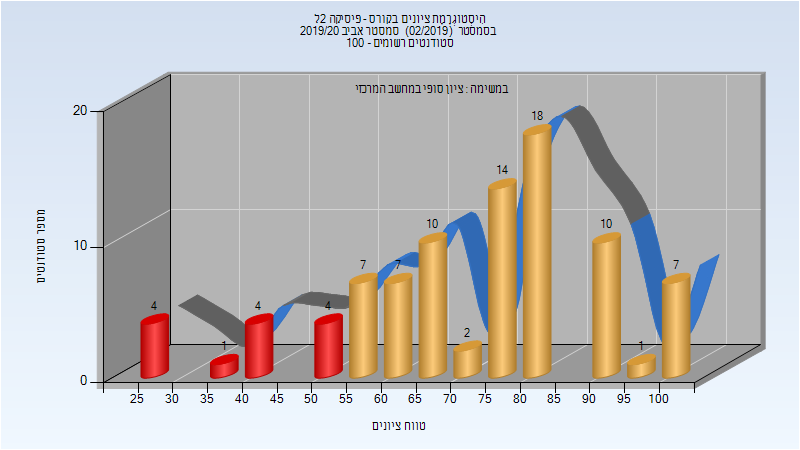 היסטוגרמת ציונים בקורס - פיסיקה 2ל
בסמסטר (02/2019) סמסטר אביב 2019/20
סטודנטים רשומים - 100
במשימה : ציון סופי במחשב המרכזי
מספר סטודנטים
20
10
0
4
1
4
4
7
7
10
2
14
18
10
1
7
25 30 35 40 45 50 55 60 65 70 75 80 85 90 95 100
טווח ציונים